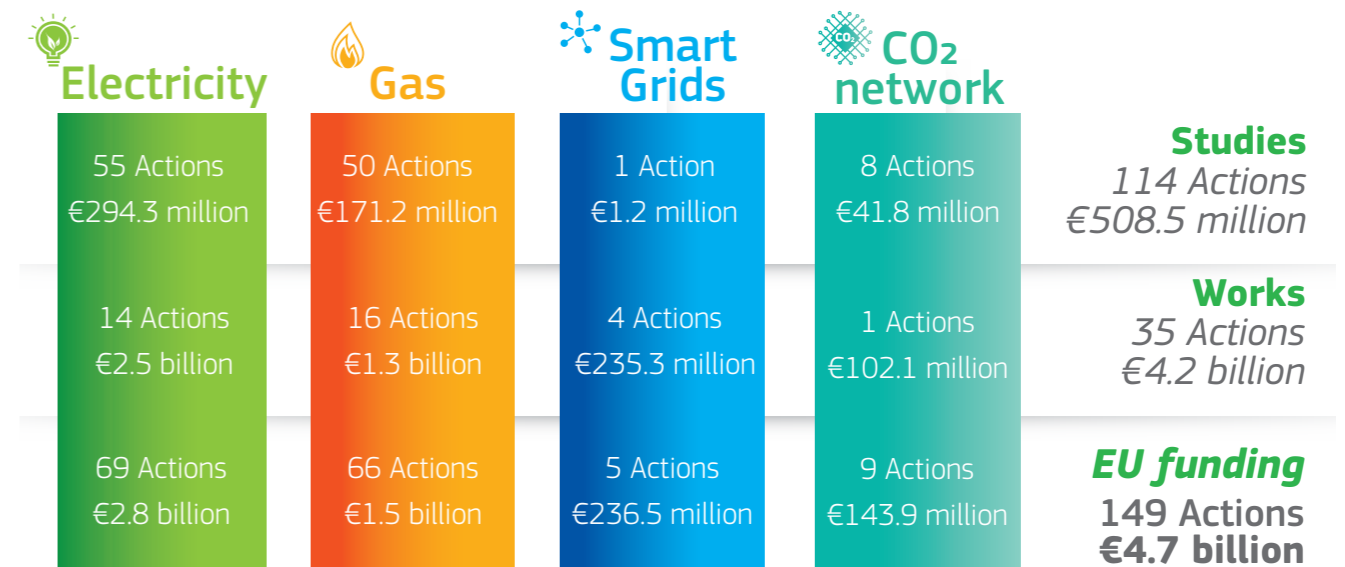 Electricity
Gas
Smart
Grids
CO₂
CO2
network
55 Actions
€294.3 million
50 Actions
€171.2 million
1 Action
€1.2 million
8 Actions
€41.8 million
Studies
114 Actions
€508.5 million
14 Actions
€2.5 billion
16 Actions
€1.3 billion
4 Actions
€235.3 million
1 Actions
€102.1 million
Works
35 Actions
€4.2 billion
69 Actions
€2.8 billion
66 Actions
€1.5 billion
5 Actions
€236.5 million
9 Actions
€143.9 million
EU funding
149 Actions
€4.7 billion